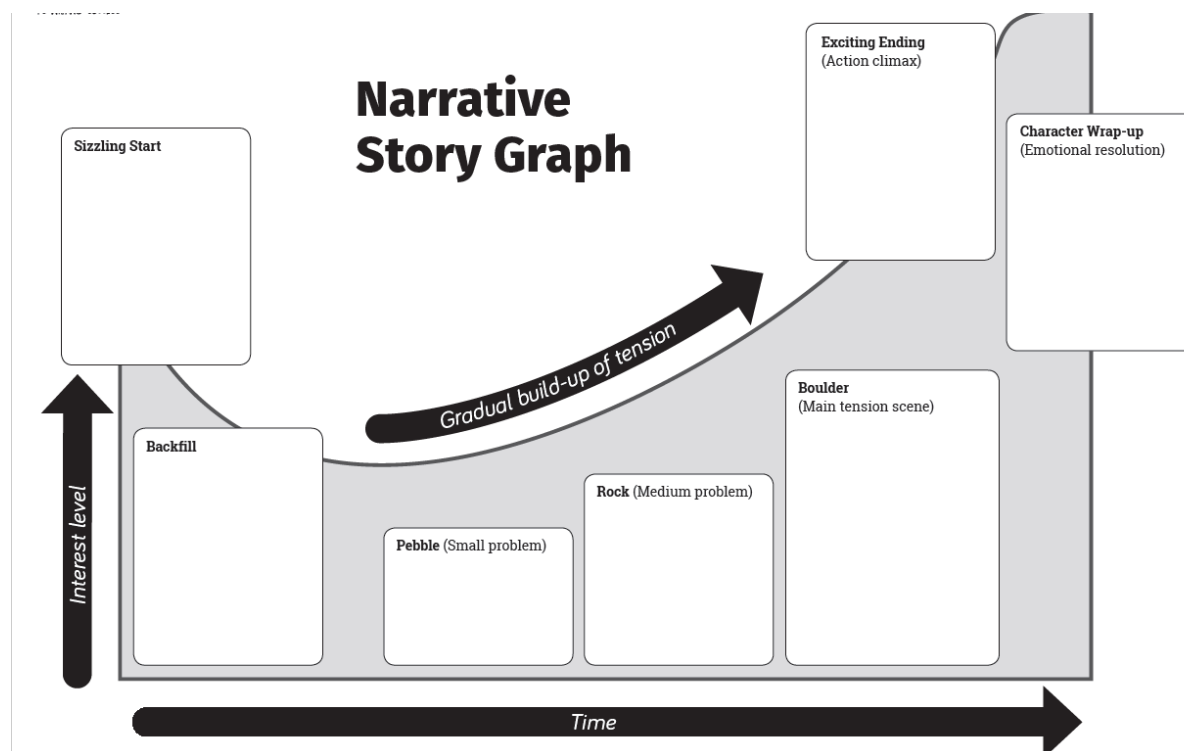 Narrative
Story Graph
Sizzling Start
Backfill
Pebble (Small problem)
Rock (Medium problem)
Boulder
(Main tension scene)
Exciting Ending
(Action climax)
Character Wrap-up
(Emotional resolution)
Gradual build-up of tension
Interest level
Time